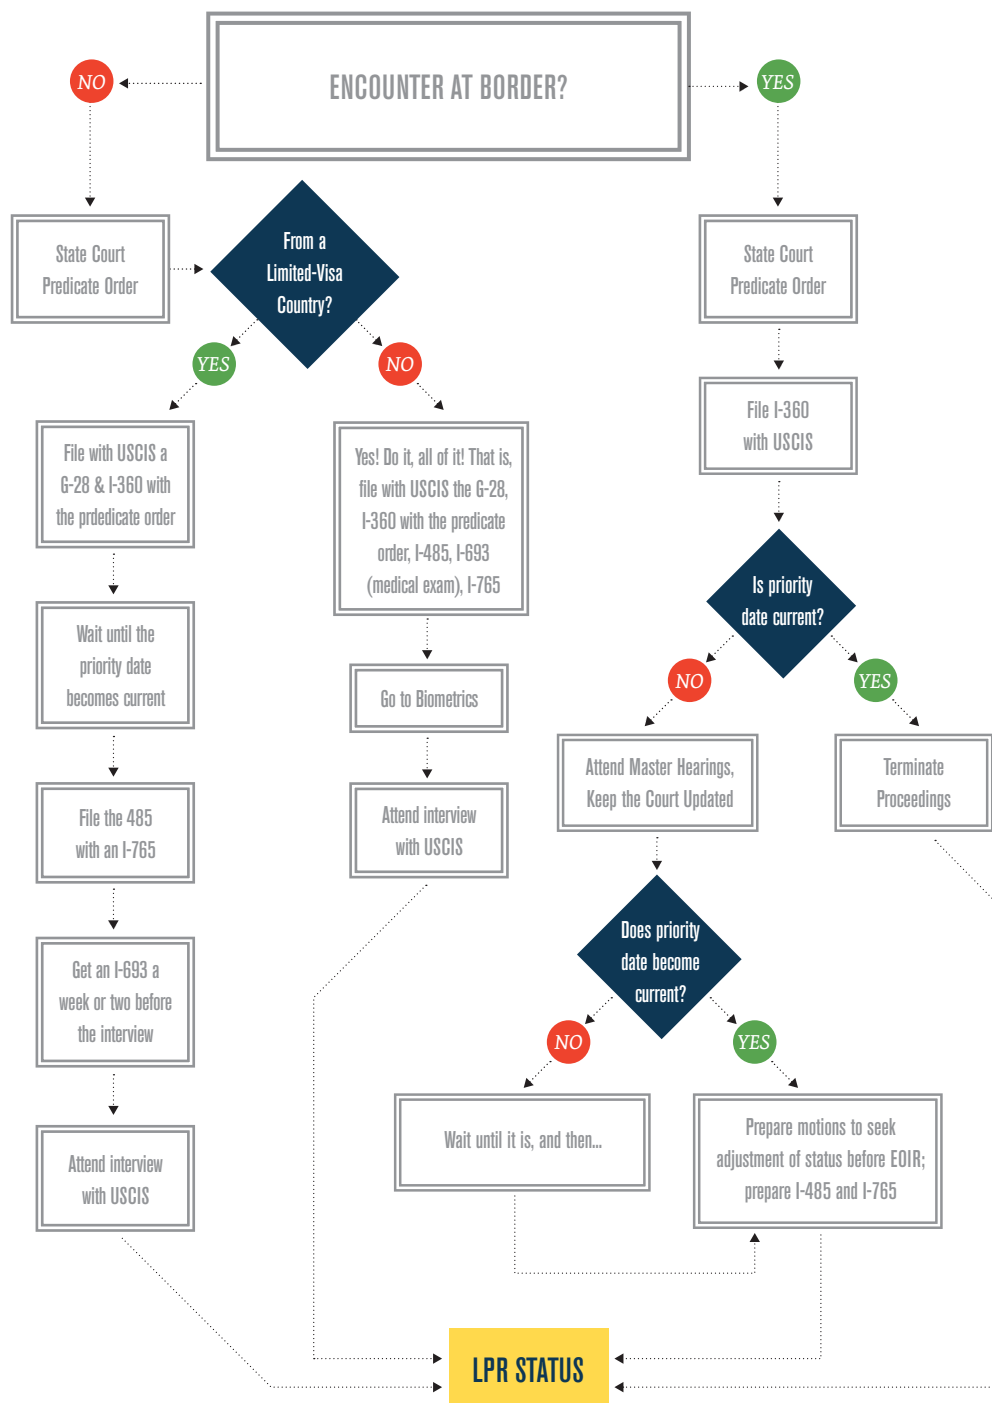 ENCOUNTER AT BORDER?
NO
YES
State Court
Predicate Order
From a
Limited-Visa
Country?
YES
NO
File with USCIS a
G-28 & I-360 with
the prdedicate order
Wait until the
priority date
becomes current
File the 485
with an I-765
Get an I-693 a
week or two before
the interview
Attend interview
with USCIS
Yes! Do it, all of it! That is,
file with USCIS the G-28,
I-360 with the predicate
order, I-485, I-693
(medical exam), I-765
Go to Biometrics
Attend interview
with USCIS
State Court
Predicate Order
File I-360
with USCIS
Is priority
date current?
NO
YES
Attend Master Hearings,
Keep the Court Updated
Terminate
Proceedings
Does priority
date become
current?
NO
YES
Wait until it is, and then...
Prepare motions to seek
adjustment of status before EOIR;
prepare I-485 and I-765
LPR STATUS